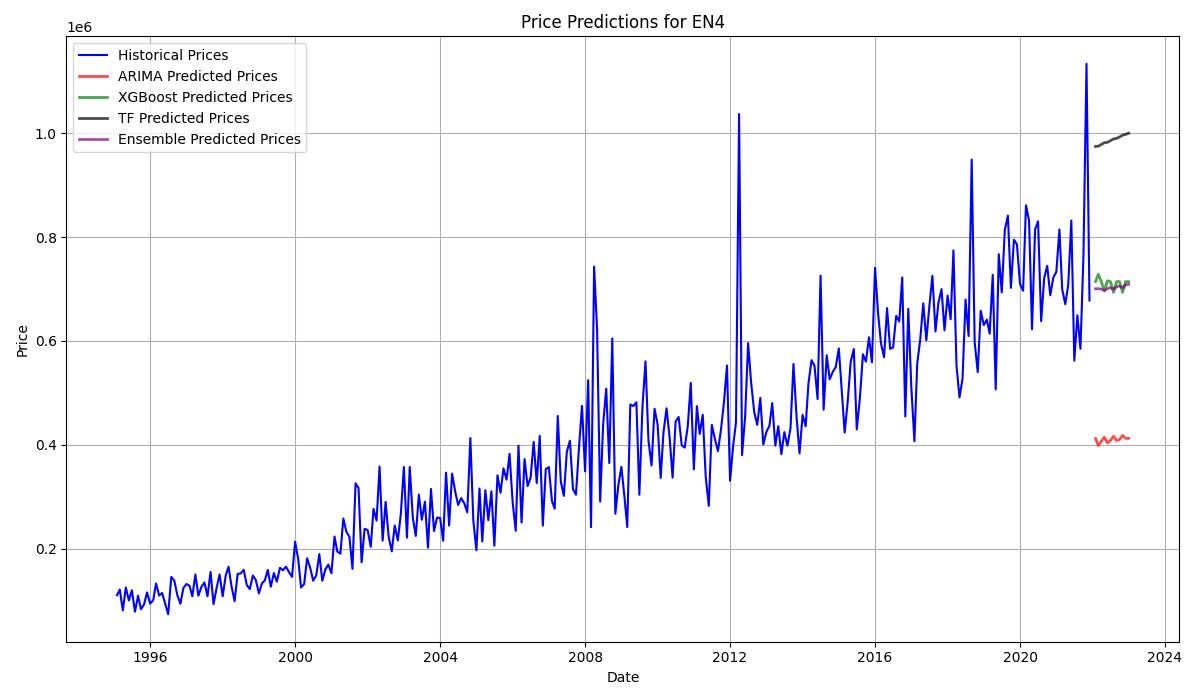 Price Predictions for EN4
1e6
Historical Prices
ARIMA Predicted Prices
XGBoost Predicted Prices
TF Predicted Prices
Ensemble Predicted Prices
1.0
0.8
0.6
0.4
0.2
Price
1996 2000 2004 2008 2012 2016 2020 2024
Date